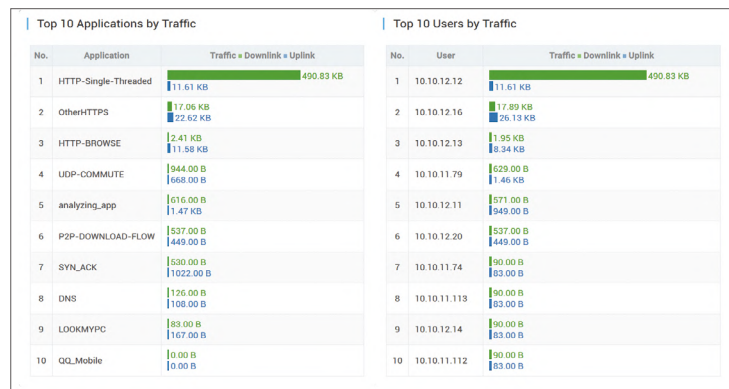 Top 10 Applications by Traffic
No. Application Traffic Downlink Uplink
1 HTTP-Single-Threaded 490.83 KB
11.61 KB
2 OtherHTTPS 17.06 KB
22.62 KB
3 HTTP-BROWSE 2.41 KB
11.58 KB
4 UDP-COMMUTE 944.00 B
668.00 B
5 analyzing_app 616.00 B
1.47 KB
6 P2P-DOWNLOAD-FLOW 537.00 B
449.00 B
7 SYN_ACK 530.00 B
1022.00 B
8 DNS 126.00 B
108.00 B
9 LOOKMYPC 83.00 B
167.00 B
10 QQ_Mobile 0.00 B
0.00 B
Top 10 Users by Traffic
No. User Traffic Downlink Uplink
1 10.10.12.12 490.83 KB
11.61 KB
2 10.10.12.16 17.89 KB
26.13 KB
3 10.10.12.13 1.95 KB
8.34 KB
4 10.10.11.79 629.00 B
1.46 KB
5 10.10.12.11 571.00 B
949.00 B
6 10.10.12.20 537.00 B
449.00 B
7 10.10.11.74 90.00 B
83.00 B
8 10.10.11.113 90.00 B
83.00 B
9 10.10.12.14 90.00 B
83.00 B
10 10.10.11.112 90.00 B
83.00 B